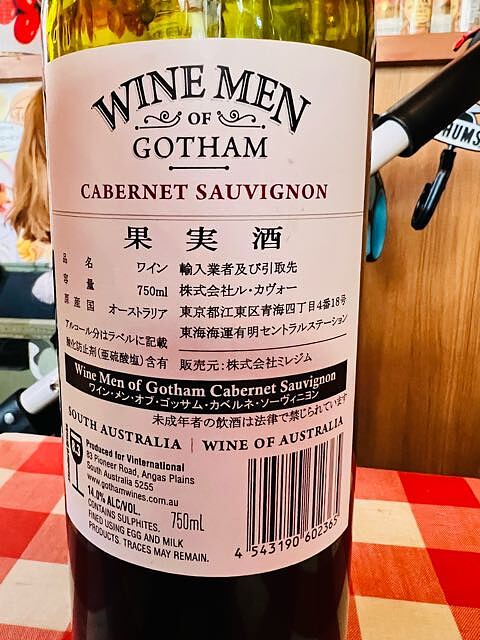 WINE MEN
OF
GOTHAM
CABERNET SAUVIGNON
果実酒
品名 ワイン
容量 750ml
原産国 オーストラリア
アルコール分はラベルに記載
酸化防止剤(亜硫酸塩)含有
輸入業者及び引取先
株式会社ル・カヴォー
東京都江東区青海四丁目4番18号
東海海運有明セントラルステーション
販売元:株式会社ミレジム
Wine Men of Gotham Cabernet Sauvignon
ワイン・メン・オブ・ゴッサム・カベルネ・ソーヴィニヨン
未成年者の飲酒は法律で禁じられています
SOUTH AUSTRALIA | WINE OF AUSTRALIA
Produced for Vinternational
83 Pioneer Road, Angas Plains
South Australia 5255
www.gothamwines.com.au
14.0% ALC/VOL.
CONTAINS SULPHITES.
FINED USING EGG AND MILK
PRODUCTS. TRACES MAY REMAIN.
750mL
4 543190 602365
HUMS